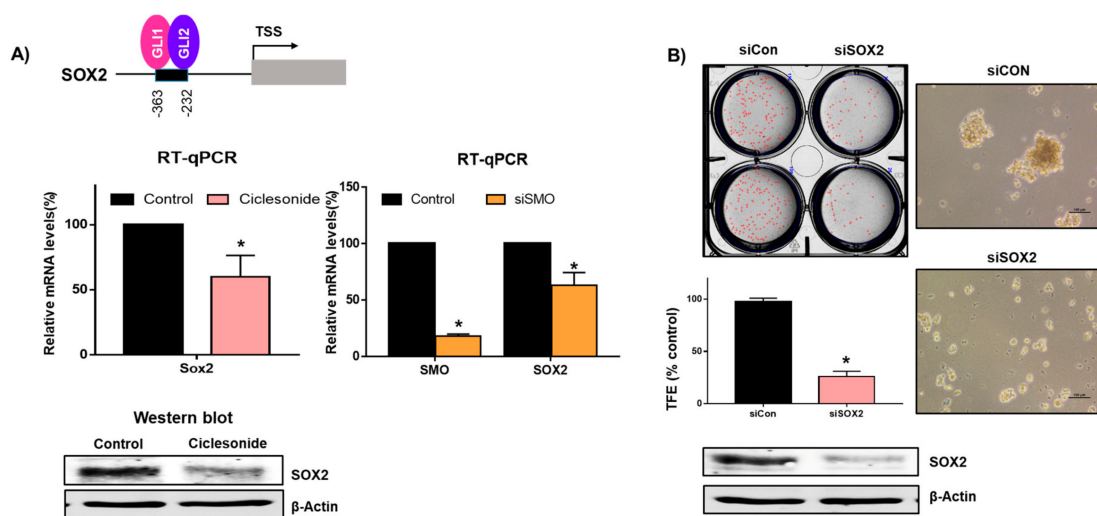 A)
GLI1
GLI2
TSS
SOX2
-363
-232
RT-qPCR
Relative mRNA levels(%)
100
50
0
Control
Ciclesonide
*
Sox2
RT-qPCR
Relative mRNA levels(%)
150
100
50
0
Control
siSMO
*
*
SMO
SOX2
Western blot
Control
Ciclesonide
SOX2
β-Actin
B)
siCon
siSOX2
siCON
siSOX2
TFE (% control)
100
50
0
*
siCon
siSOX2
SOX2
β-Actin